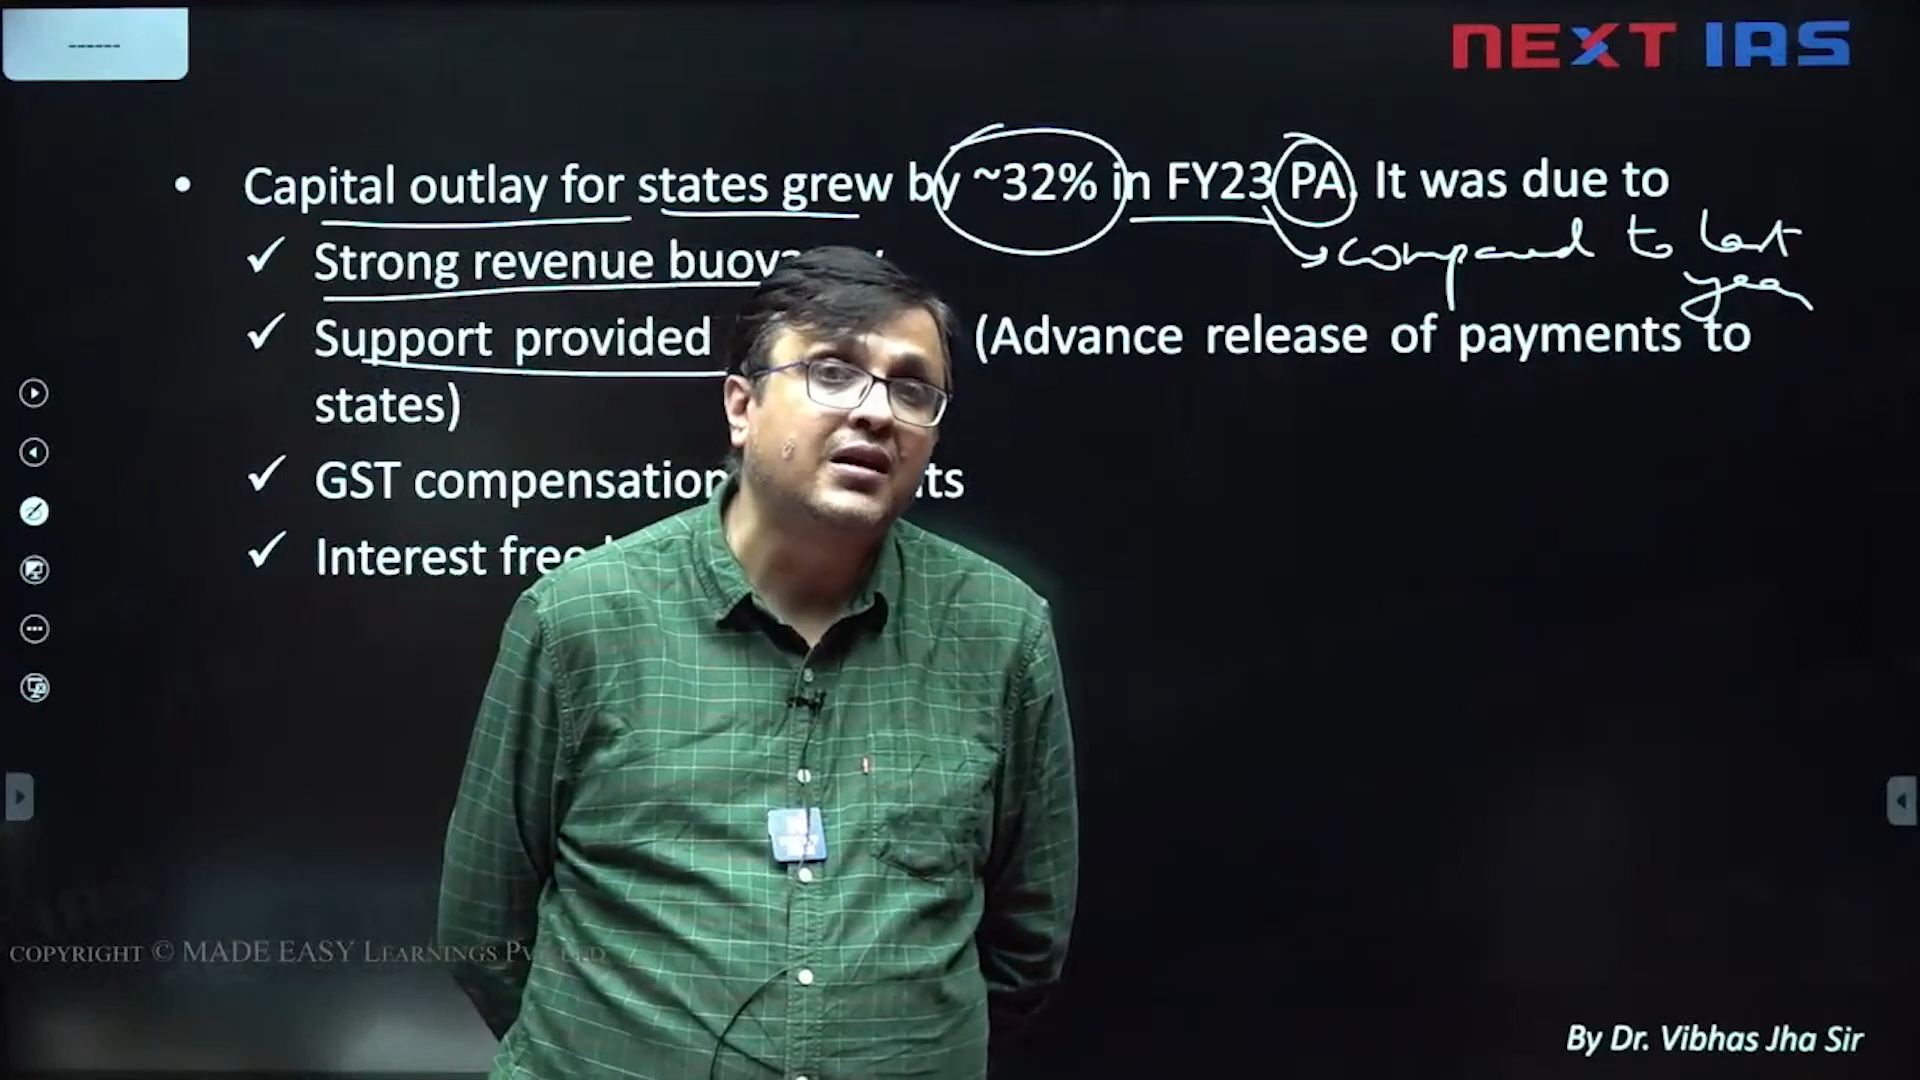 ------
NEXT IAS
• Capital outlay for states grew by ~32% in FY23 PA. It was due to
compared to last
year
✓ Strong revenue
✓ Support provided (Advance release of payments to
states)
✓ GST compensation
✓ Interest free
COPYRIGHT © MADE EASY LEARNINGS PVT LTD
By Dr. Vibhas Jha Sir